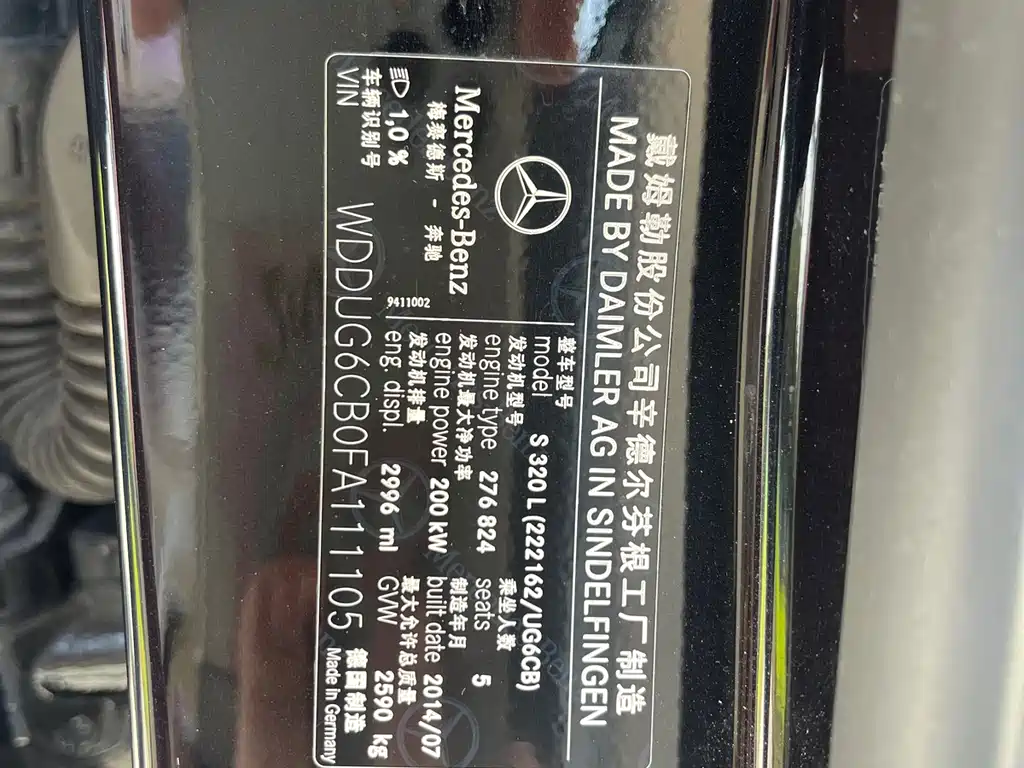 戴姆勒股份公司辛德尔芬根工厂制造
MADE BY DAIMLER AG IN SINDELFINGEN
Mercedes-Benz
梅赛德斯 - 奔驰
9411002
整车型号
model S 320 L (222162/UG6CB)
发动机型号 乘坐人数
engine type 276 824 seats 5
发动机最大净功率 制造年月
engine power 200 kW built date 2014/07
发动机排量 最大允许总质量
eng. displ. 2996 ml GW 2590 kg
1,0 %
车辆识别号 德国制造
VIN WDDUG6CB0FA111105 Made in Germany